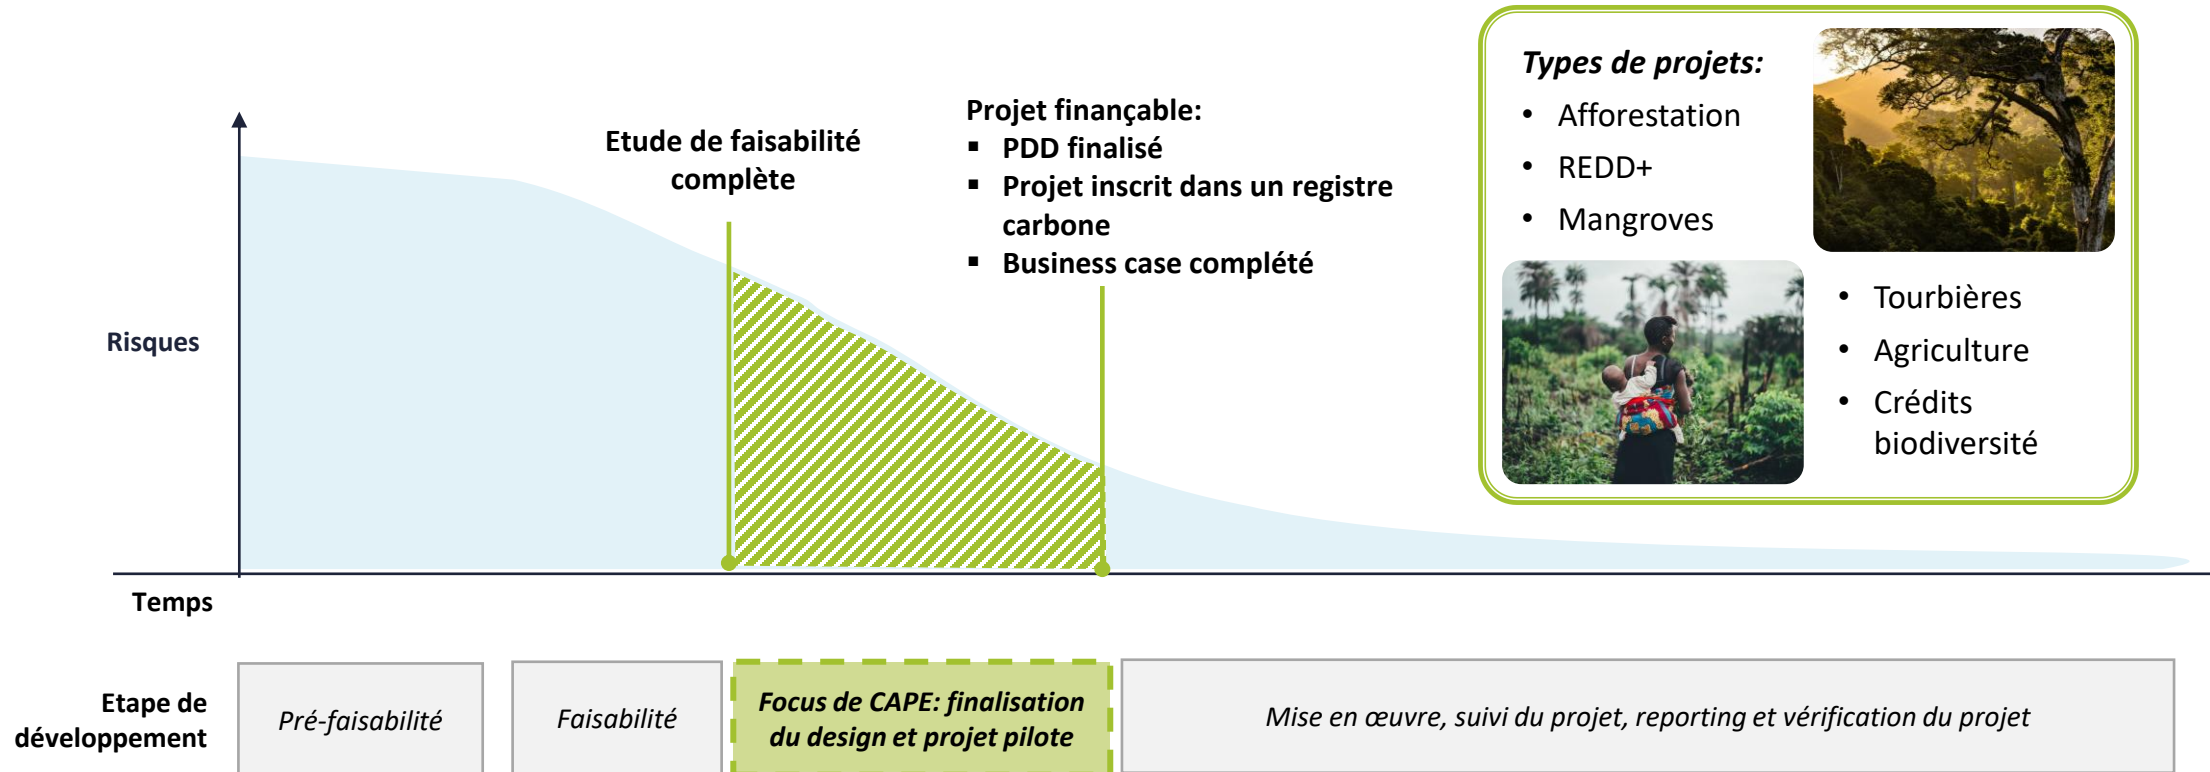 Types de projets:
• Afforestation
• REDD+
• Mangroves
• Tourbières
• Agriculture
• Crédits
biodiversité
Projet finançable:
▪ PDD finalisé
▪ Projet inscrit dans un registre
carbone
▪ Business case complété
Etude de faisabilité
complète
Risques
Temps
Etape de
développement
Pré-faisabilité
Faisabilité
Focus de CAPE: finalisation
du design et projet pilote
Mise en œuvre, suivi du projet, reporting et vérification du projet